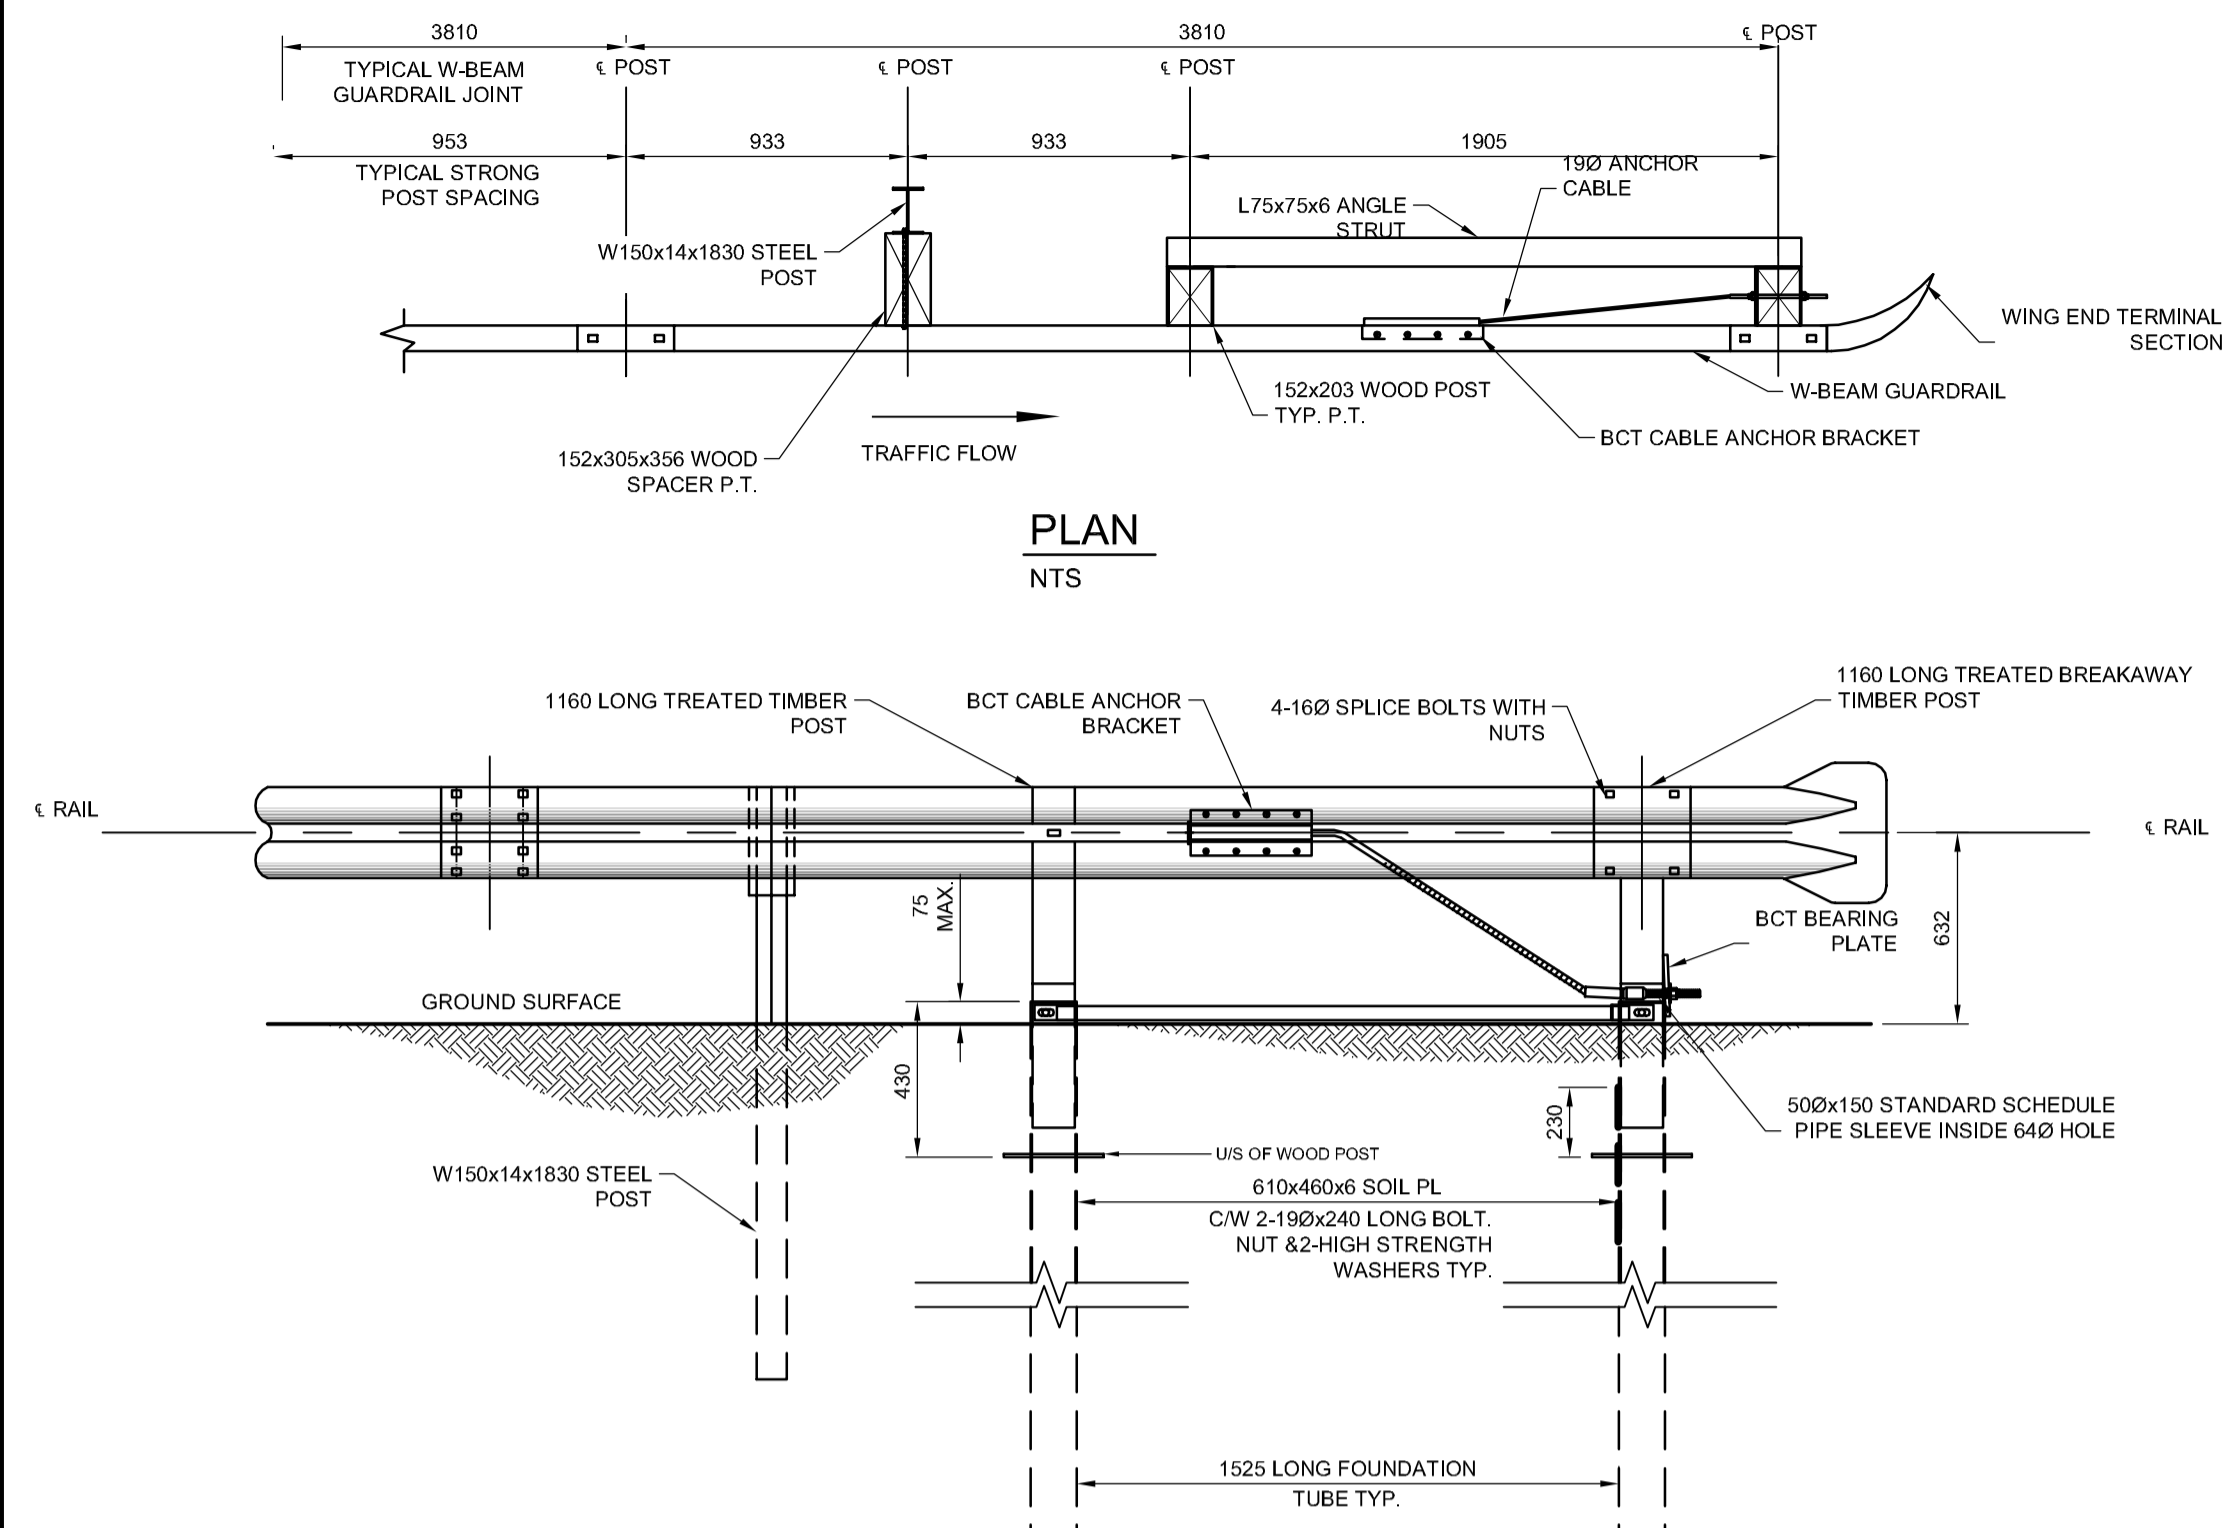 3810
3810
℄ POST
TYPICAL W-BEAM
GUARDRAIL JOINT
℄ POST
℄ POST
℄ POST
953
933
933
1905
TYPICAL STRONG
POST SPACING
19Ø ANCHOR
CABLE
L75x75x6 ANGLE
STRUT
W150x14x1830 STEEL
POST
WING END TERMINAL
SECTION
152x203 WOOD POST
TYP. P.T.
W-BEAM GUARDRAIL
BCT CABLE ANCHOR BRACKET
TRAFFIC FLOW
152x305x356 WOOD
SPACER P.T.
PLAN
NTS
1160 LONG TREATED TIMBER
POST
BCT CABLE ANCHOR
BRACKET
4-16Ø SPLICE BOLTS WITH
NUTS
1160 LONG TREATED BREAKAWAY
TIMBER POST
℄ RAIL
℄ RAIL
75
MAX.
BCT BEARING
PLATE
632
GROUND SURFACE
430
230
50Øx150 STANDARD SCHEDULE
PIPE SLEEVE INSIDE 64Ø HOLE
U/S OF WOOD POST
W150x14x1830 STEEL
POST
610x460x6 SOIL PL
C/W 2-19Øx240 LONG BOLT.
NUT &2-HIGH STRENGTH
WASHERS TYP.
1525 LONG FOUNDATION
TUBE TYP.